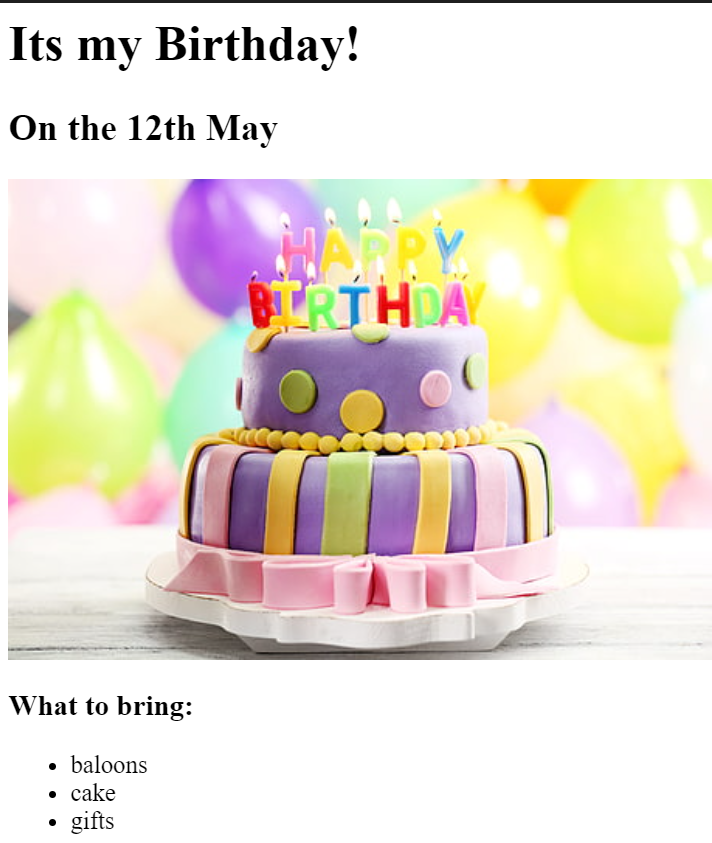 Its my Birthday!
On the 12th May
HAPPY
BIRTHDAY
What to bring:
baloons
cake
gifts